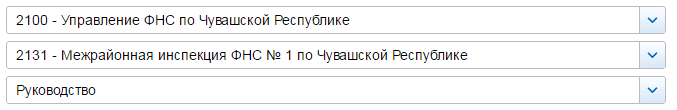 2100 - Управление ФНС по Чувашской Республике
2131 - Межрайонная инспекция ФНС № 1 по Чувашской Республике
Руководство